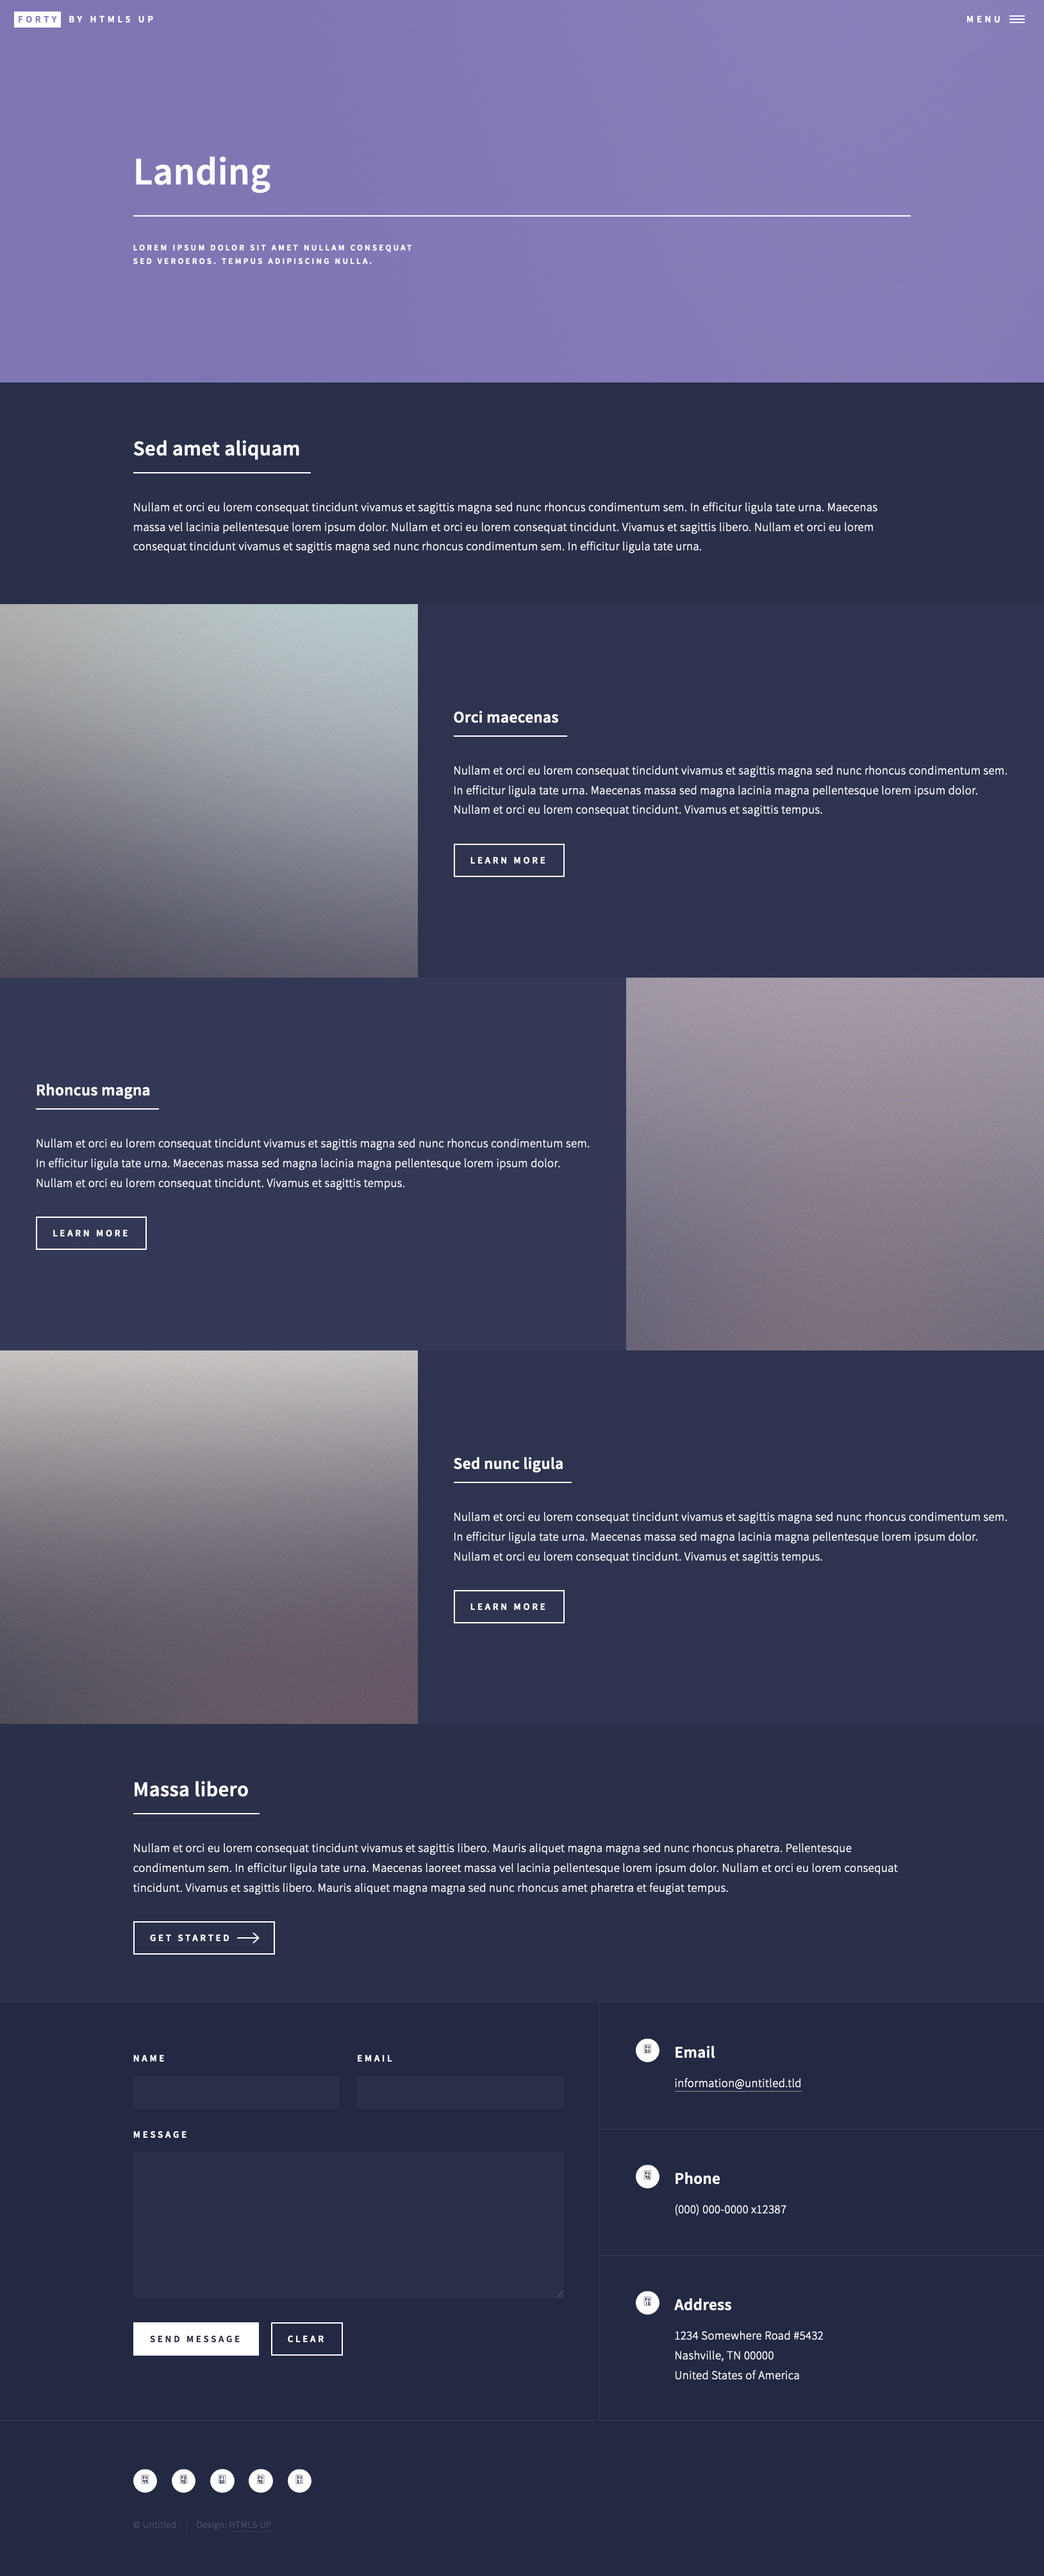 FORTY BY HTML5 UP
MENU
Landing
LOREM IPSUM DOLOR SIT AMET NULLAM CONSEQUAT
SED VEROEROS. TEMPUS ADIPISCING NULLA.
Sed amet aliquam
Nullam et orci eu lorem consequat tincidunt vivamus et sagittis magna sed nunc rhoncus condimentum sem. In efficitur ligula tate urna. Maecenas
massa vel lacinia pellentesque lorem ipsum dolor. Nullam et orci eu lorem consequat tincidunt. Vivamus et sagittis libero. Nullam et orci eu lorem
consequat tincidunt vivamus et sagittis magna sed nunc rhoncus condimentum sem. In efficitur ligula tate urna.
Orci maecenas
Nullam et orci eu lorem consequat tincidunt vivamus et sagittis magna sed nunc rhoncus condimentum sem.
In efficitur ligula tate urna. Maecenas massa sed magna lacinia magna pellentesque lorem ipsum dolor.
Nullam et orci eu lorem consequat tincidunt. Vivamus et sagittis tempus.
LEARN MORE
Rhoncus magna
Nullam et orci eu lorem consequat tincidunt vivamus et sagittis magna sed nunc rhoncus condimentum sem.
In efficitur ligula tate urna. Maecenas massa sed magna lacinia magna pellentesque lorem ipsum dolor.
Nullam et orci eu lorem consequat tincidunt. Vivamus et sagittis tempus.
LEARN MORE
Sed nunc ligula
Nullam et orci eu lorem consequat tincidunt vivamus et sagittis magna sed nunc rhoncus condimentum sem.
In efficitur ligula tate urna. Maecenas massa sed magna lacinia magna pellentesque lorem ipsum dolor.
Nullam et orci eu lorem consequat tincidunt. Vivamus et sagittis tempus.
LEARN MORE
Massa libero
Nullam et orci eu lorem consequat tincidunt vivamus et sagittis libero. Mauris aliquet magna magna sed nunc rhoncus pharetra. Pellentesque
condimentum sem. In efficitur ligula tate urna. Maecenas laoreet massa vel lacinia pellentesque lorem ipsum dolor. Nullam et orci eu lorem consequat
tincidunt. Vivamus et sagittis libero. Mauris aliquet magna magna sed nunc rhoncus amet pharetra et feugiat tempus.
GET STARTED
NAME
EMAIL
MESSAGE
SEND MESSAGE
CLEAR
Email
information@untitled.tld
Phone
(000) 000-0000 x12387
Address
1234 Somewhere Road #5432
Nashville, TN 00000
United States of America
© Untitled
Design: HTML5 UP